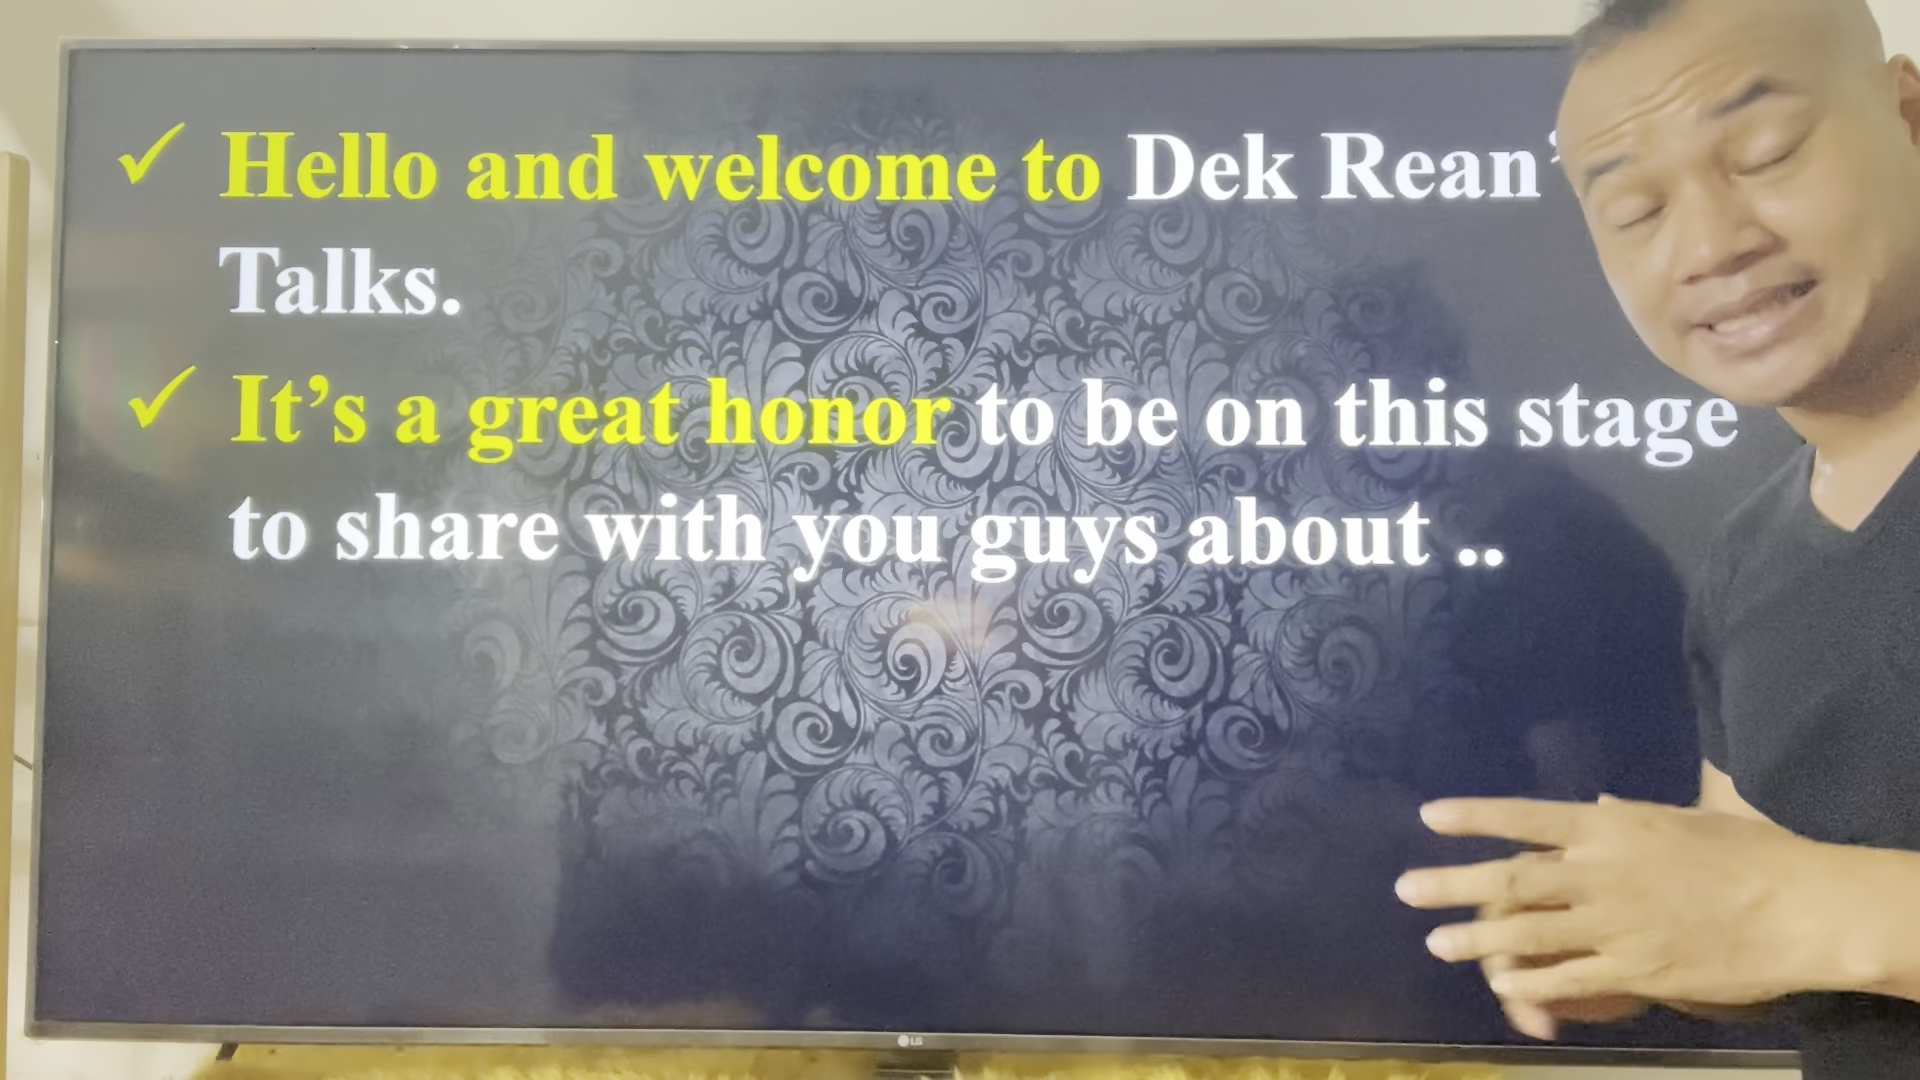 ✓ Hello and welcome to Dek Rean'
Talks.
✓ It's a great honor to be on this stage
to share with you guys about ..
LG